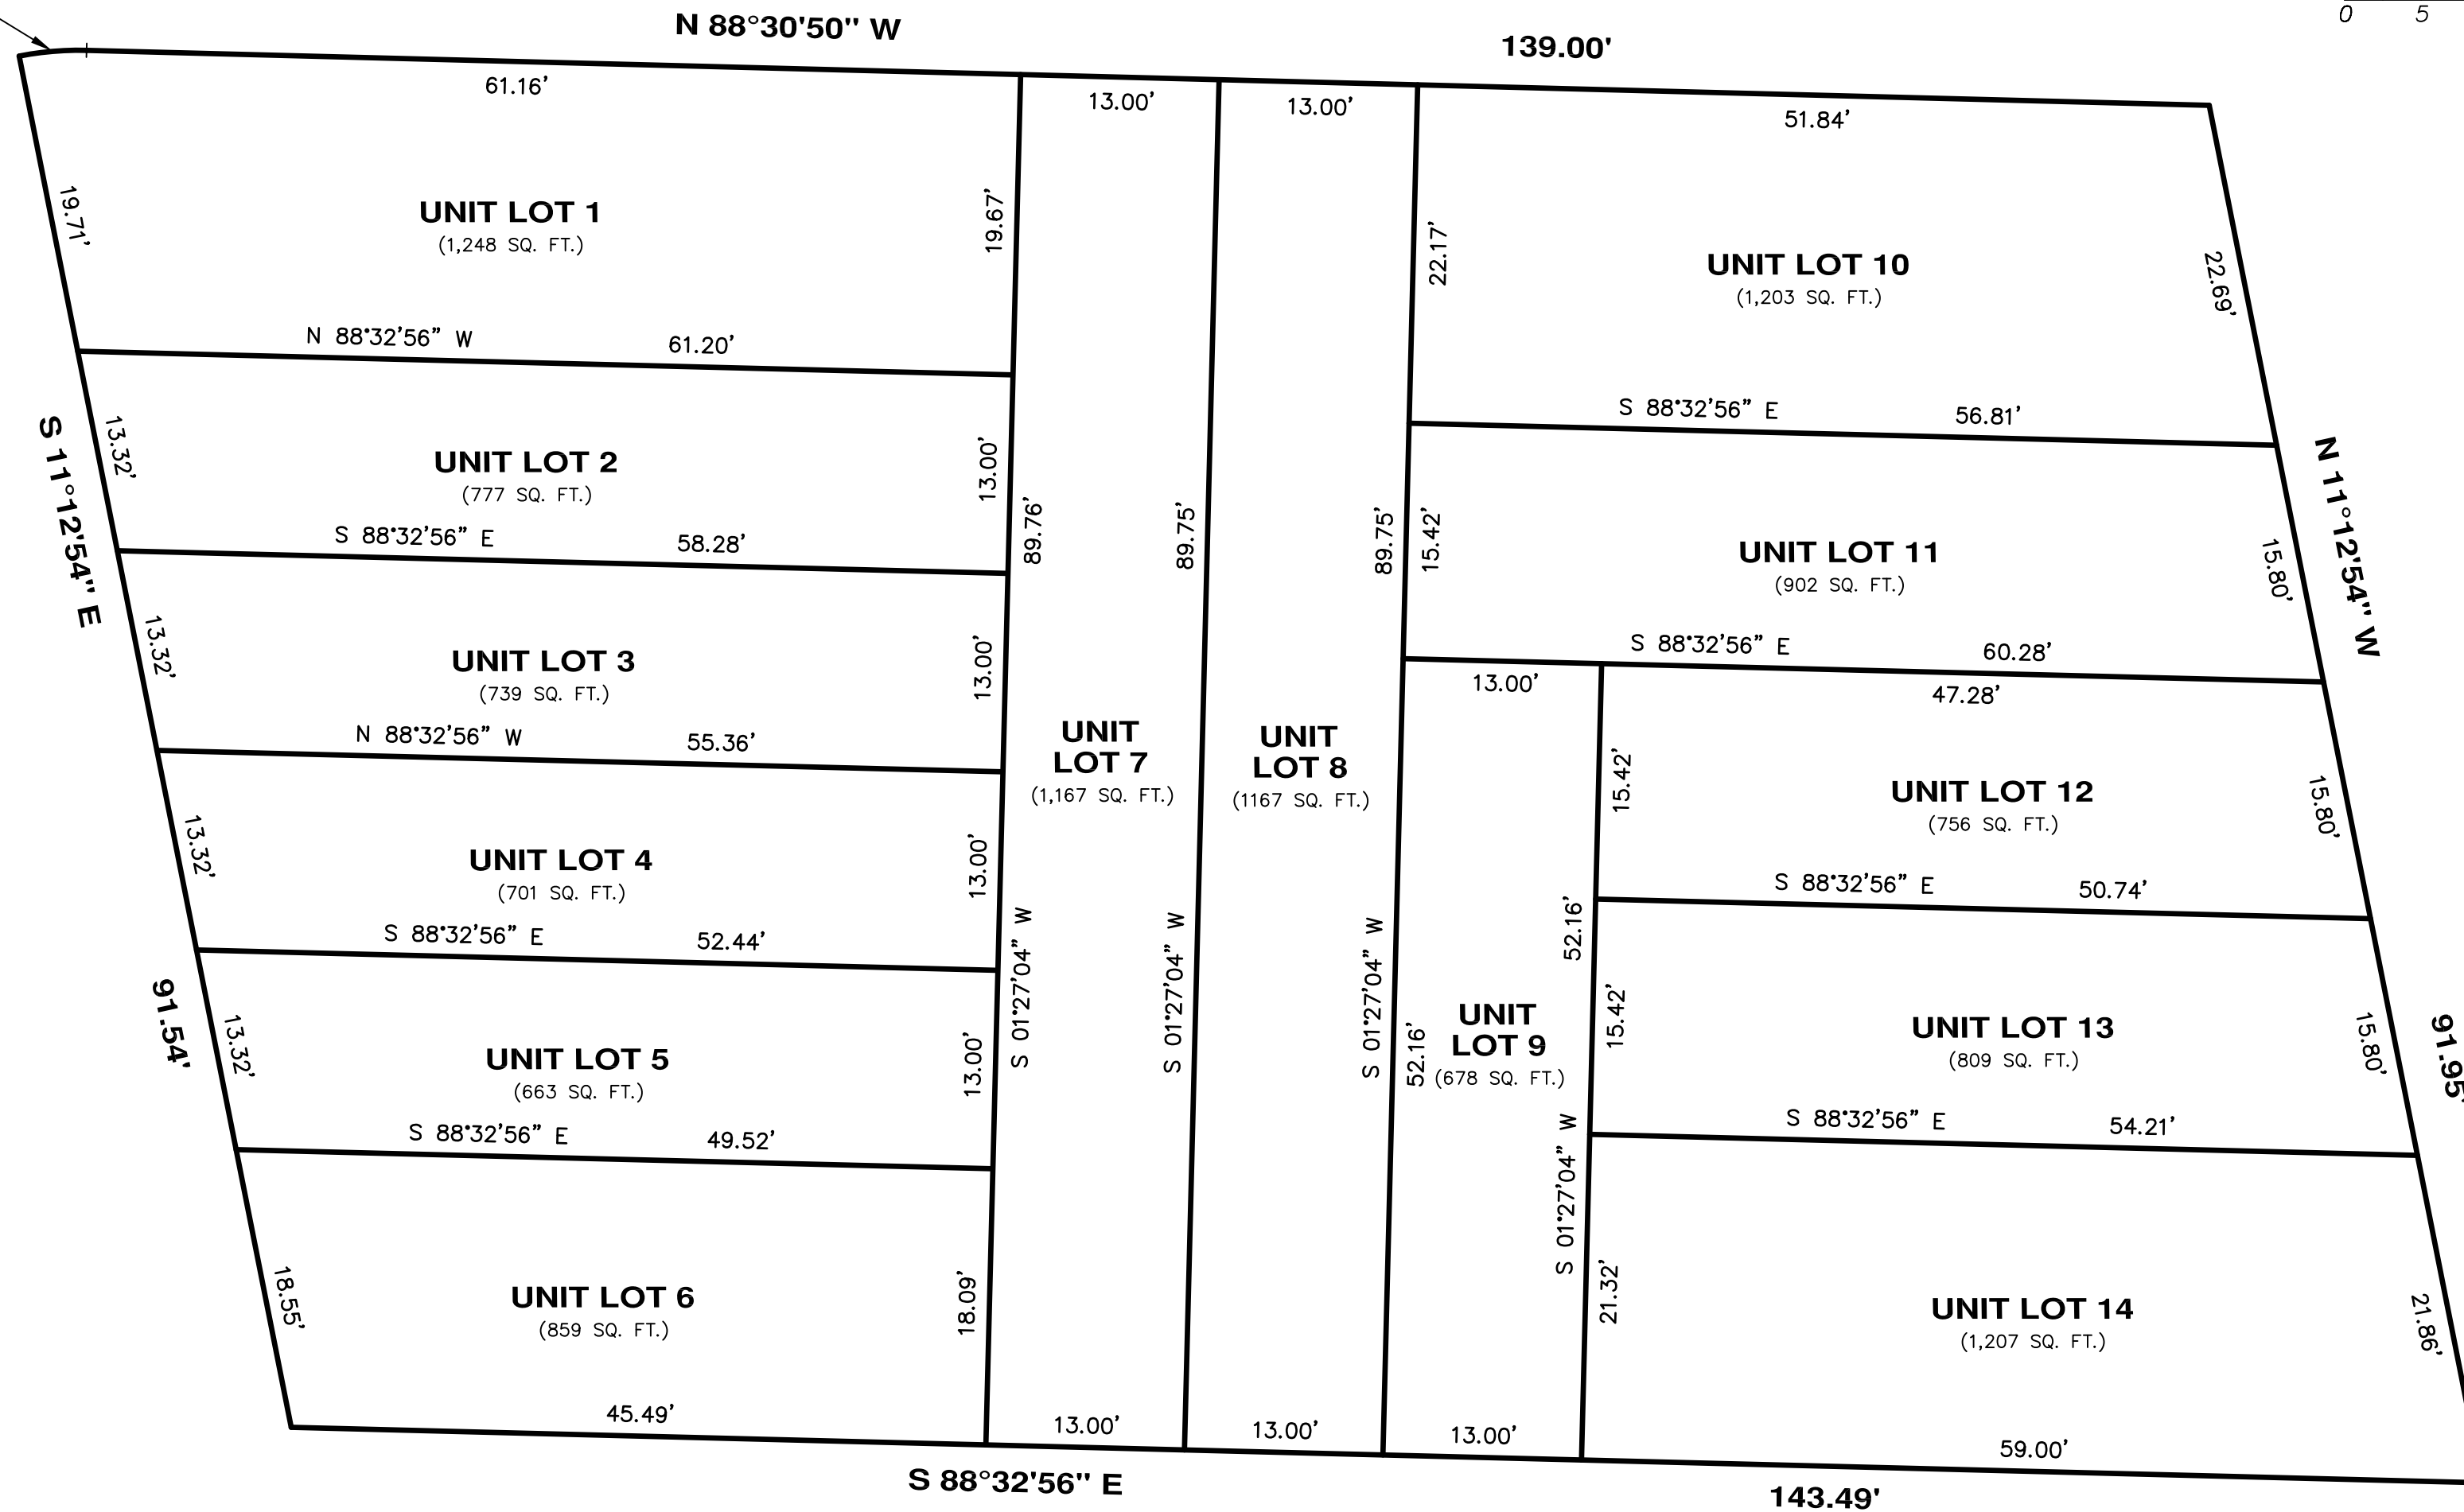 0 5
N 88°30'50" W
139.00'
61.16'
13.00'
13.00'
51.84'
19.71'
UNIT LOT 1
(1,248 SQ. FT.)
19.67'
22.17'
UNIT LOT 10
(1,203 SQ. FT.)
22.69'
N 88°32'56" W 61.20'
S 88°32'56" E 56.81'
S 11°12'54" E
13.32'
UNIT LOT 2
(777 SQ. FT.)
13.00'
N 11°12'54" W
S 88°32'56" E 58.28'
89.76'
89.75'
89.75'
15.42'
UNIT LOT 11
(902 SQ. FT.)
15.80'
13.32'
UNIT LOT 3
(739 SQ. FT.)
13.00'
S 88°32'56" E 60.28'
13.00'
47.28'
N 88°32'56" W 55.36'
UNIT
LOT 7
(1,167 SQ. FT.)
UNIT
LOT 8
(1167 SQ. FT.)
15.42'
UNIT LOT 12
(756 SQ. FT.)
15.80'
13.32'
UNIT LOT 4
(701 SQ. FT.)
13.00'
S 88°32'56" E 50.74'
S 88°32'56" E 52.44'
S 01°27'04" W
S 01°27'04" W
S 01°27'04" W
52.16'
52.16'
91.54'
13.32'
UNIT LOT 5
(663 SQ. FT.)
13.00'
UNIT
LOT 9
(678 SQ. FT.)
15.42'
UNIT LOT 13
(809 SQ. FT.)
15.80'
91.95'
S 88°32'56" E 49.52'
S 88°32'56" E 54.21'
S 01°27'04" W
18.55'
UNIT LOT 6
(859 SQ. FT.)
18.09'
21.32'
UNIT LOT 14
(1,207 SQ. FT.)
21.86'
45.49'
13.00'
13.00'
13.00'
59.00'
S 88°32'56" E
143.49'